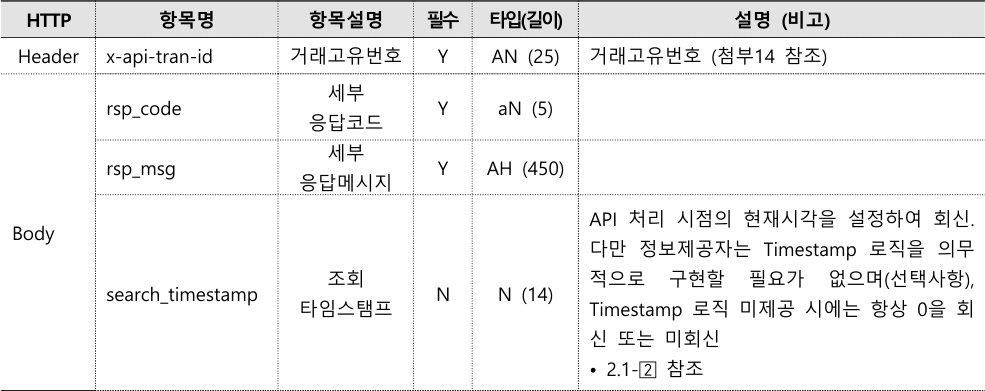 HTTP 항목명 항목설명 필수 타입(길이) 설명 (비고)
Header x-api-tran-id 거래고유번호 Y AN (25) 거래고유번호 (첨부14 참조)
Body
rsp_code 세부 응답코드 Y aN (5)
rsp_msg 세부 응답메시지 Y AH (450)
search_timestamp 조회 타임스탬프 N N (14)
API 처리 시점의 현재시각을 설정하여 회신.
다만 정보제공자는 Timestamp 로직을 의무
적으로 구현할 필요가 없으며(선택사항),
Timestamp 로직 미제공 시에는 항상 0을 회
신 또는 미회신
• 2.1-2 참조